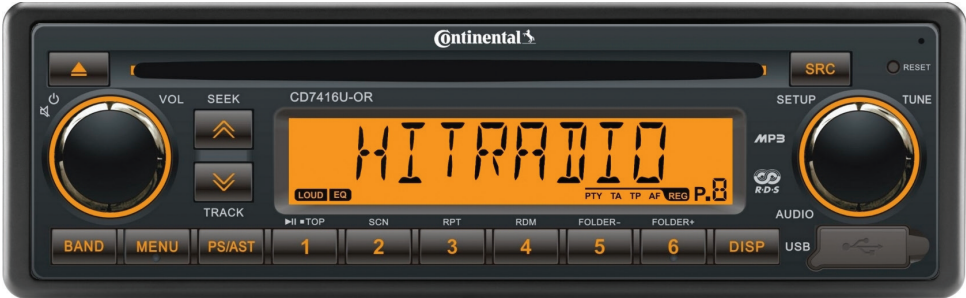 Continental
SRC
RESET
VOL SEEK CD7416U-OR SETUP TUNE
HITRADIO
MP3
LOUD EQ PTY TA TP AF REG P.8
R·D·S
TRACK AUDIO
TOP SCN RPT RDM FOLDER- FOLDER+
BAND MENU PS/AST 1 2 3 4 5 6 DISP USB